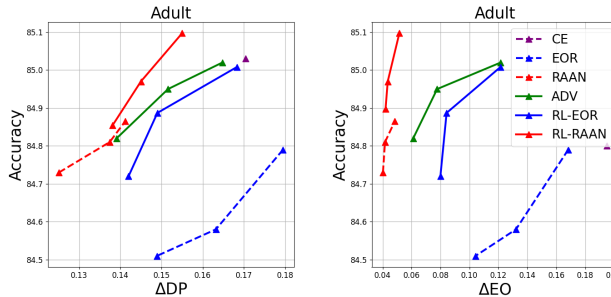 Adult
Accuracy
85.1
85.0
84.9
84.8
84.7
84.6
84.5
0.13
0.14
0.15
0.16
0.17
0.18
ΔDP
Adult
Accuracy
85.1
85.0
84.9
84.8
84.7
84.6
84.5
CE
EOR
RAAN
ADV
RL-EOR
RL-RAAN
0.04
0.06
0.08
0.10
0.12
0.14
0.16
0.18
ΔEO